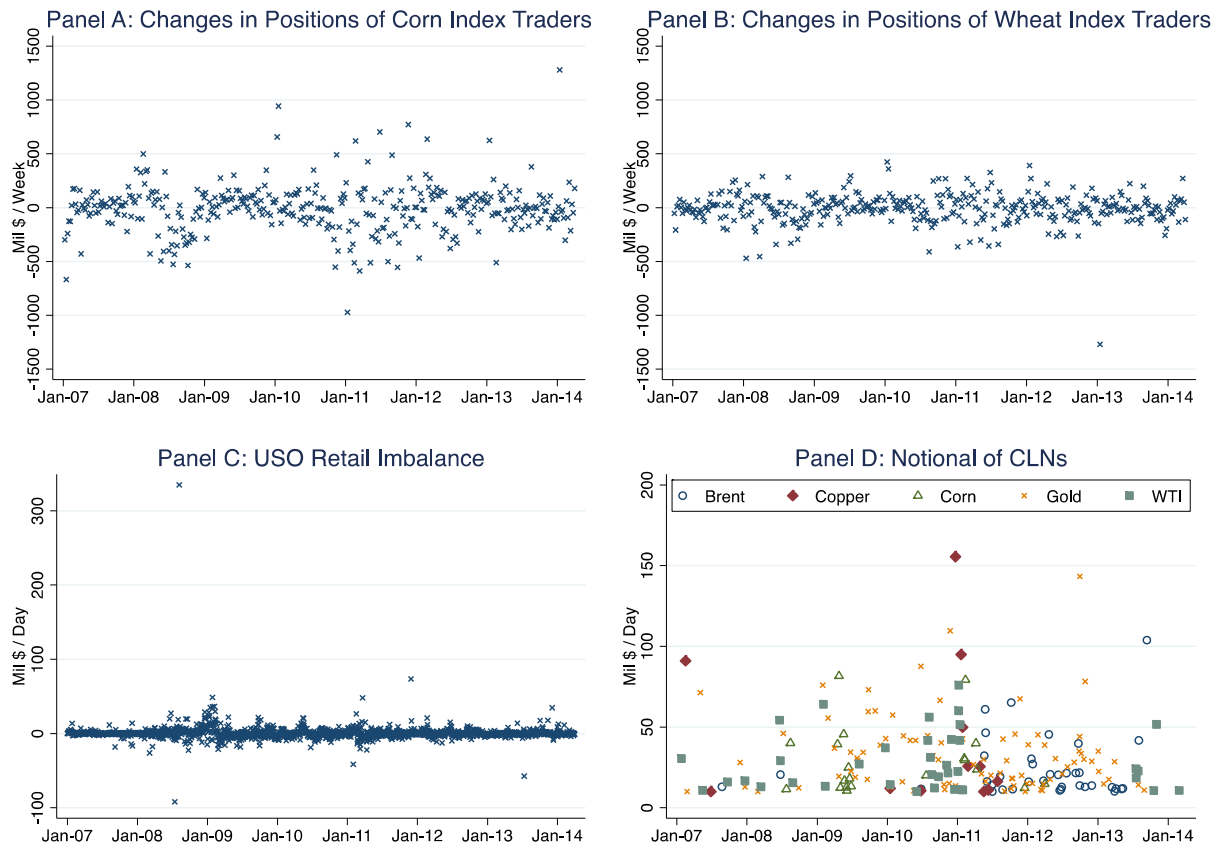 Panel A: Changes in Positions of Corn Index Traders
Mil $ / Week
1500
1000
500
0
-500
-1000
-1500
Jan-07 Jan-08 Jan-09 Jan-10 Jan-11 Jan-12 Jan-13 Jan-14
Panel B: Changes in Positions of Wheat Index Traders
Mil $ / Week
1500
1000
500
0
-500
-1000
-1500
Jan-07 Jan-08 Jan-09 Jan-10 Jan-11 Jan-12 Jan-13 Jan-14
Panel C: USO Retail Imbalance
Mil $ / Day
300
200
100
0
-100
Jan-07 Jan-08 Jan-09 Jan-10 Jan-11 Jan-12 Jan-13 Jan-14
Panel D: Notional of CLNs
Brent Copper Corn Gold WTI
Mil $ / Day
200
150
100
50
0
Jan-07 Jan-08 Jan-09 Jan-10 Jan-11 Jan-12 Jan-13 Jan-14